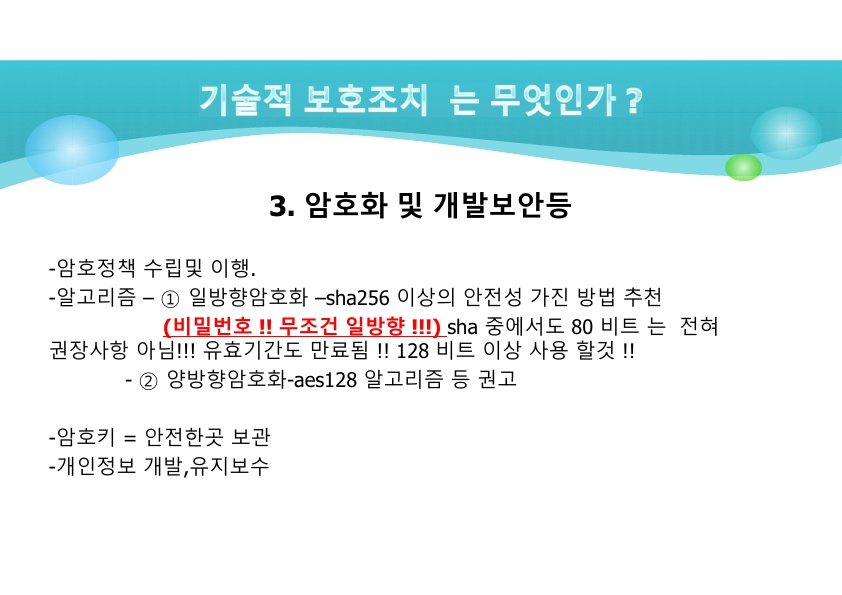 기술적 보호조치 는 무엇인가 ?
3. 암호화 및 개발보안등
-암호정책 수립및 이행.
-알고리즘 – ① 일방향암호화 –sha256 이상의 안전성 가진 방법 추천
(비밀번호 !! 무조건 일방향 !!!) sha 중에서도 80 비트 는 전혀
권장사항 아님!!! 유효기간도 만료됨 !! 128 비트 이상 사용 할것 !!
- ② 양방향암호화-aes128 알고리즘 등 권고
-암호키 = 안전한곳 보관
-개인정보 개발,유지보수